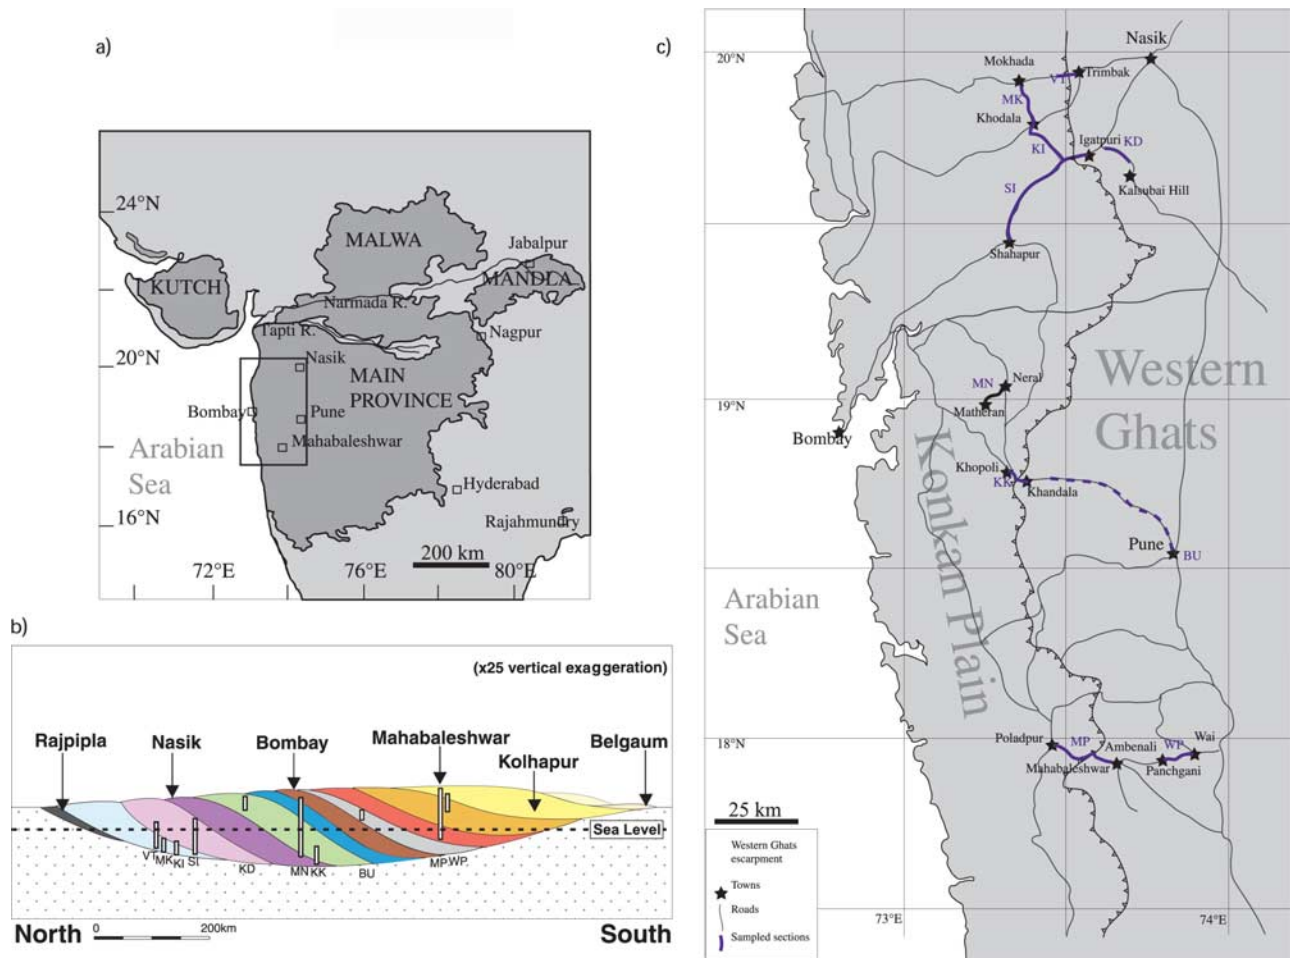 a)
24°N
20°N
16°N
72°E
76°E
80°E
MALWA
Jabalpur
KUTCH
MANDLA
Narmada R.
Tapti R.
Nagpur
Nasik
MAIN
PROVINCE
Bombay
Pune
Mahabaleshwar
Arabian
Sea
Hyderabad
Rajahmundry
200 km
b)
(x25 vertical exaggeration)
Rajpipla
Nasik
Bombay
Mahabaleshwar
Kolhapur
Belgaum
Sea Level
VT
MK
KI
SI
KD
MN
KK
BU
MP
WP
North
0
200km
South
c)
20°N
Nasik
Mokhada
VT
Trimbak
MK
Khodala
Igatpuri
KD
KI
Kalsubai Hill
SI
Shahapur
Western
Ghats
MN
Neral
19°N
Matheran
Bombay
Khopoli
KK
Khandala
Konkan Plain
Pune
BU
Arabian
Sea
18°N
Poladpur
MP
Ambenali
WP
Wai
Mahabaleshwar
Panchgani
25 km
Western Ghats
escarpment
Towns
Roads
Sampled sections
73°E
74°E